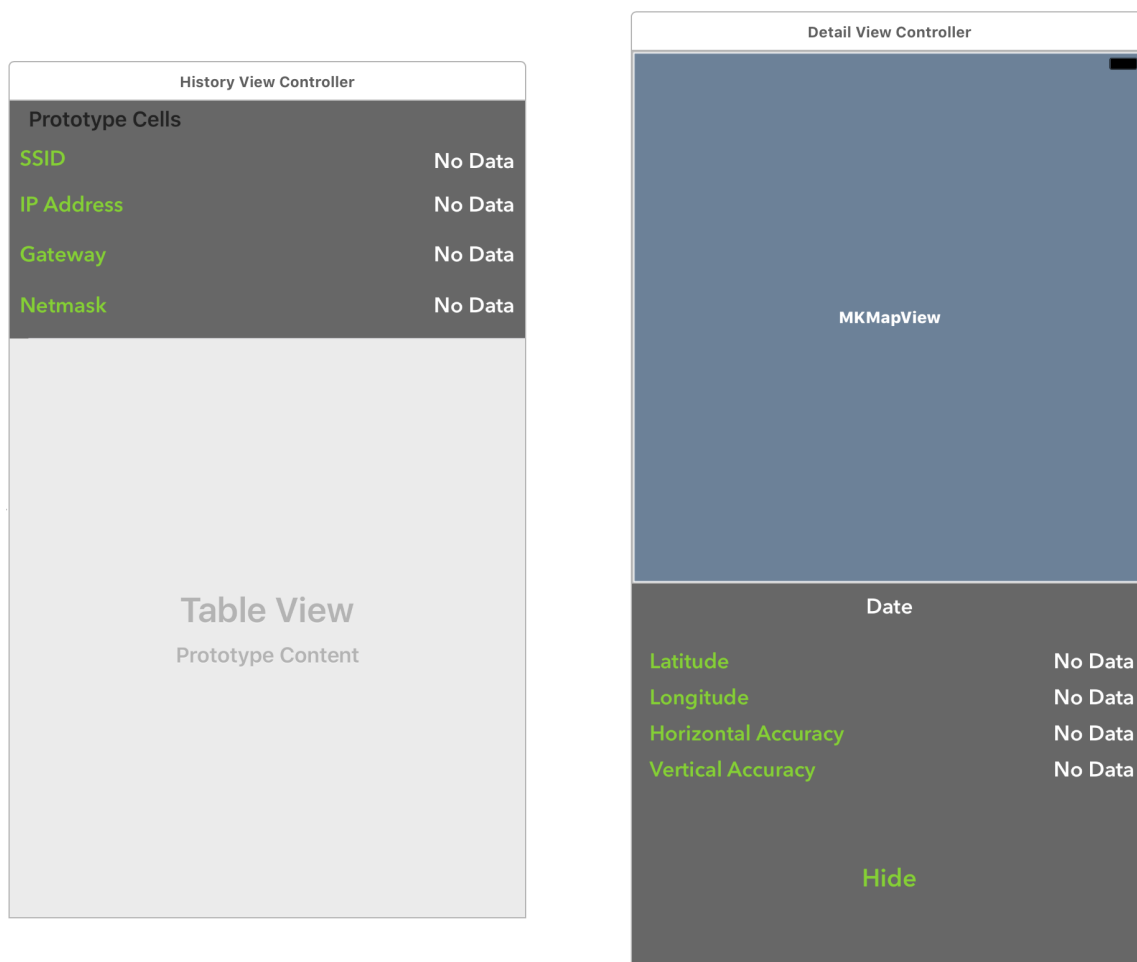 History View Controller
Prototype Cells
SSID No Data
IP Address No Data
Gateway No Data
Netmask No Data
Table View
Prototype Content
Detail View Controller
MKMapView
Date
Latitude No Data
Longitude No Data
Horizontal Accuracy No Data
Vertical Accuracy No Data
Hide